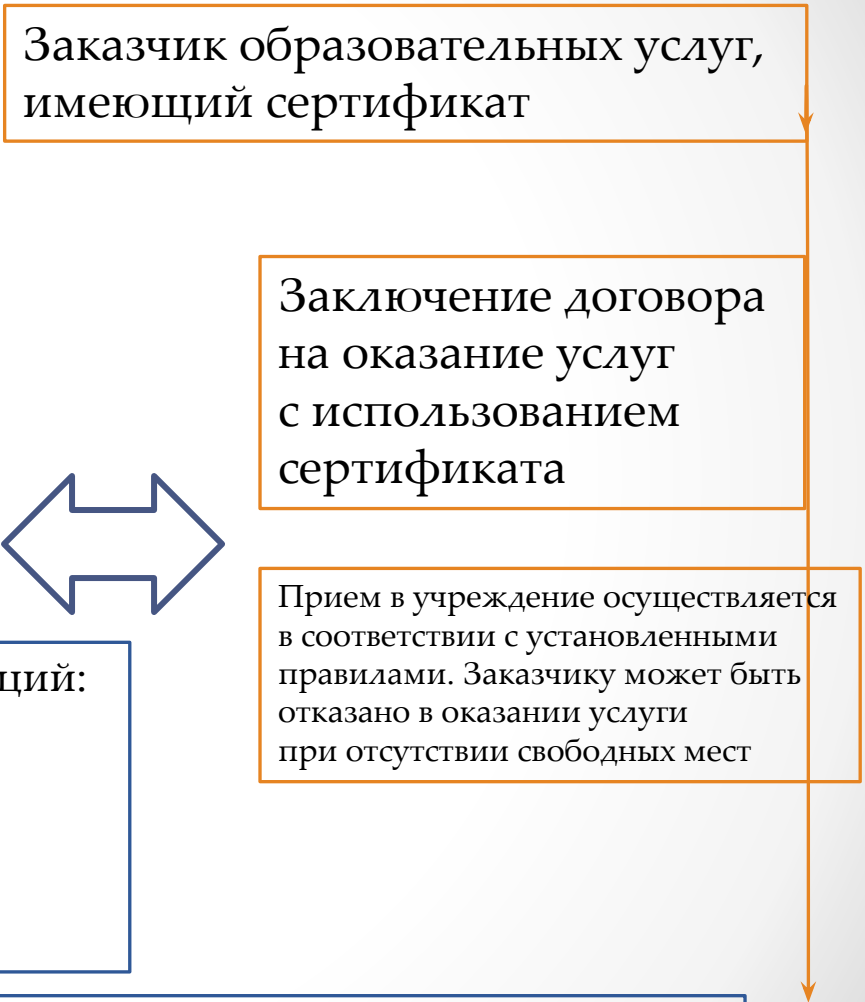 Заказчик образовательных услуг,
имеющий сертификат
Заключение договора
на оказание услуг
с использованием
сертификата
Прием в учреждение осуществляется
в соответствии с установленными
правилами. Заказчику может быть
отказано в оказании услуги
при отсутствии свободных мест
ций: